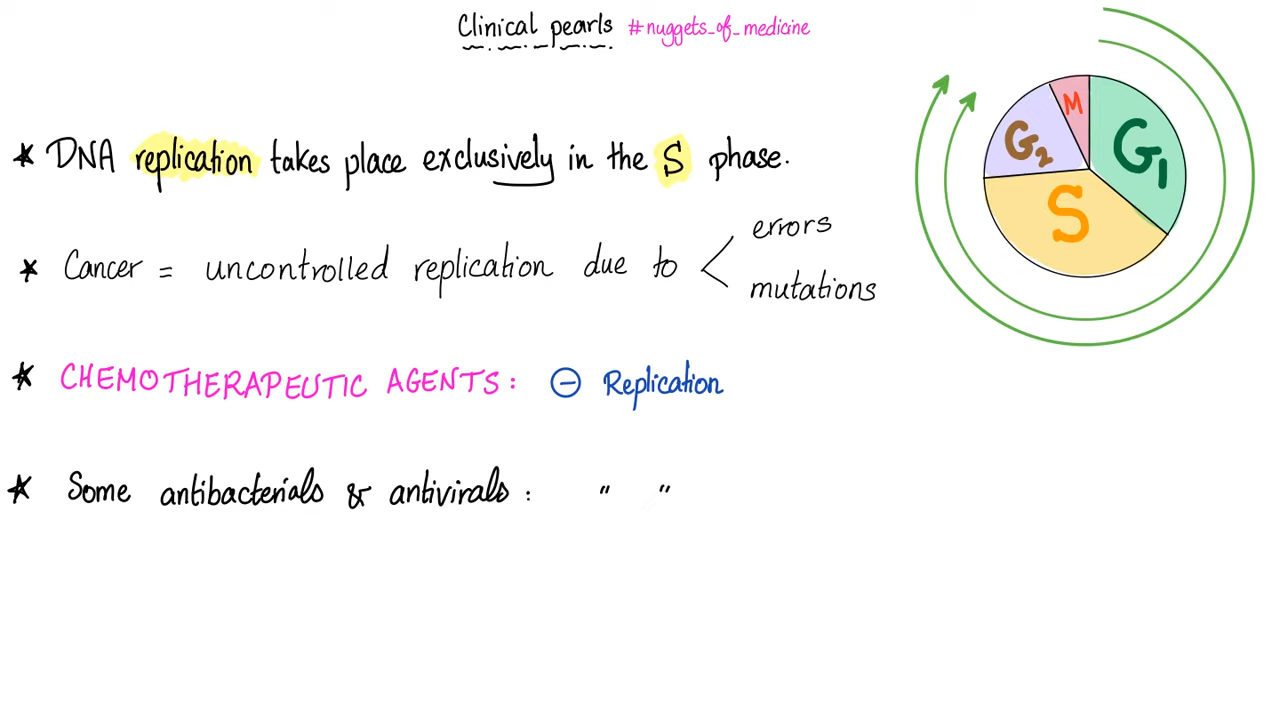 Clinical pearls #nuggets_of_medicine
* DNA replication takes place exclusively in the S phase.
* Cancer = uncontrolled replication due to < errors
mutations
* CHEMOTHERAPEUTIC AGENTS: ⊖ Replication
* Some antibacterials & antivirals: " "
M
G1
G2
S